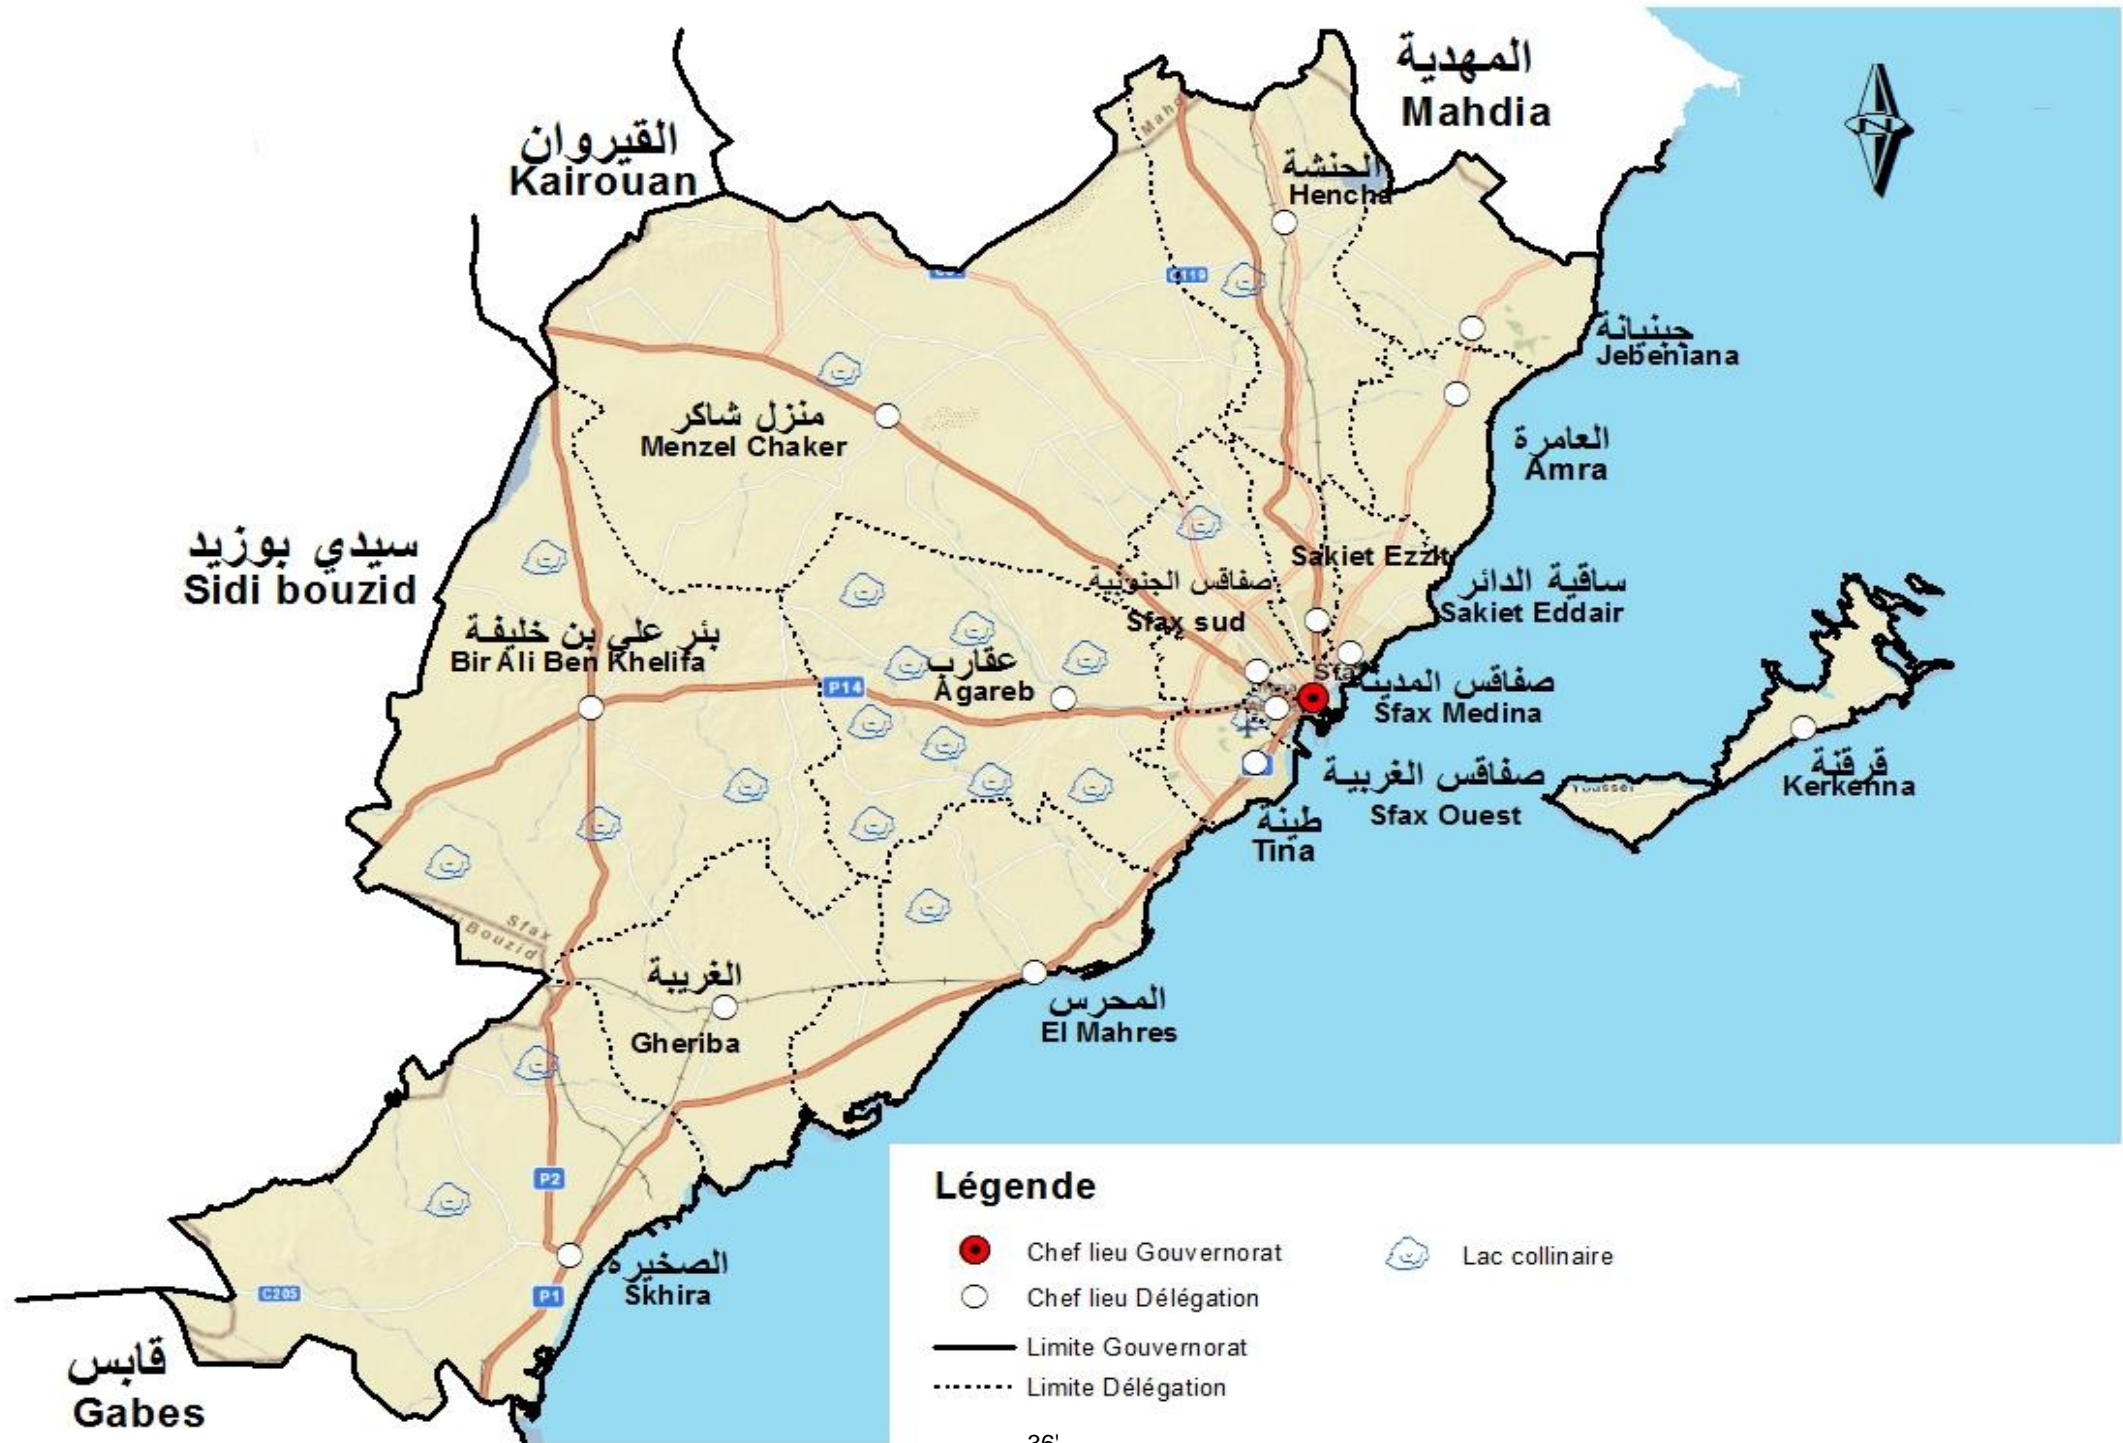 المهدية
Mahdia
القيروان
Kairouan
الحنشة
Hencha
C119
جبنيانة
Jebeniana
منزل شاكر
Menzel Chaker
العامرة
Amra
سيدي بوزيد
Sidi bouzid
Sakiet Ezzit
صفاقس الجنوبية
Sfax sud
ساقية الدائر
Sakiet Eddair
بئر علي بن خليفة
Bir Ali Ben Khelifa
عقارب
Agareb
P14
Sfa
صفاقس المدينة
Sfax Medina
صفاقس الغربية
Sfax Ouest
قرقنة
Kerkenna
طينة
Tina
Sfax
Bouzid
الغريبة
Gheriba
المحرس
El Mahres
P2
الصخيرة
Skhira
C205
P1
قابس
Gabes
Légende
Chef lieu Gouvernorat
Lac collinaire
Chef lieu Délégation
Limite Gouvernorat
Limite Délégation